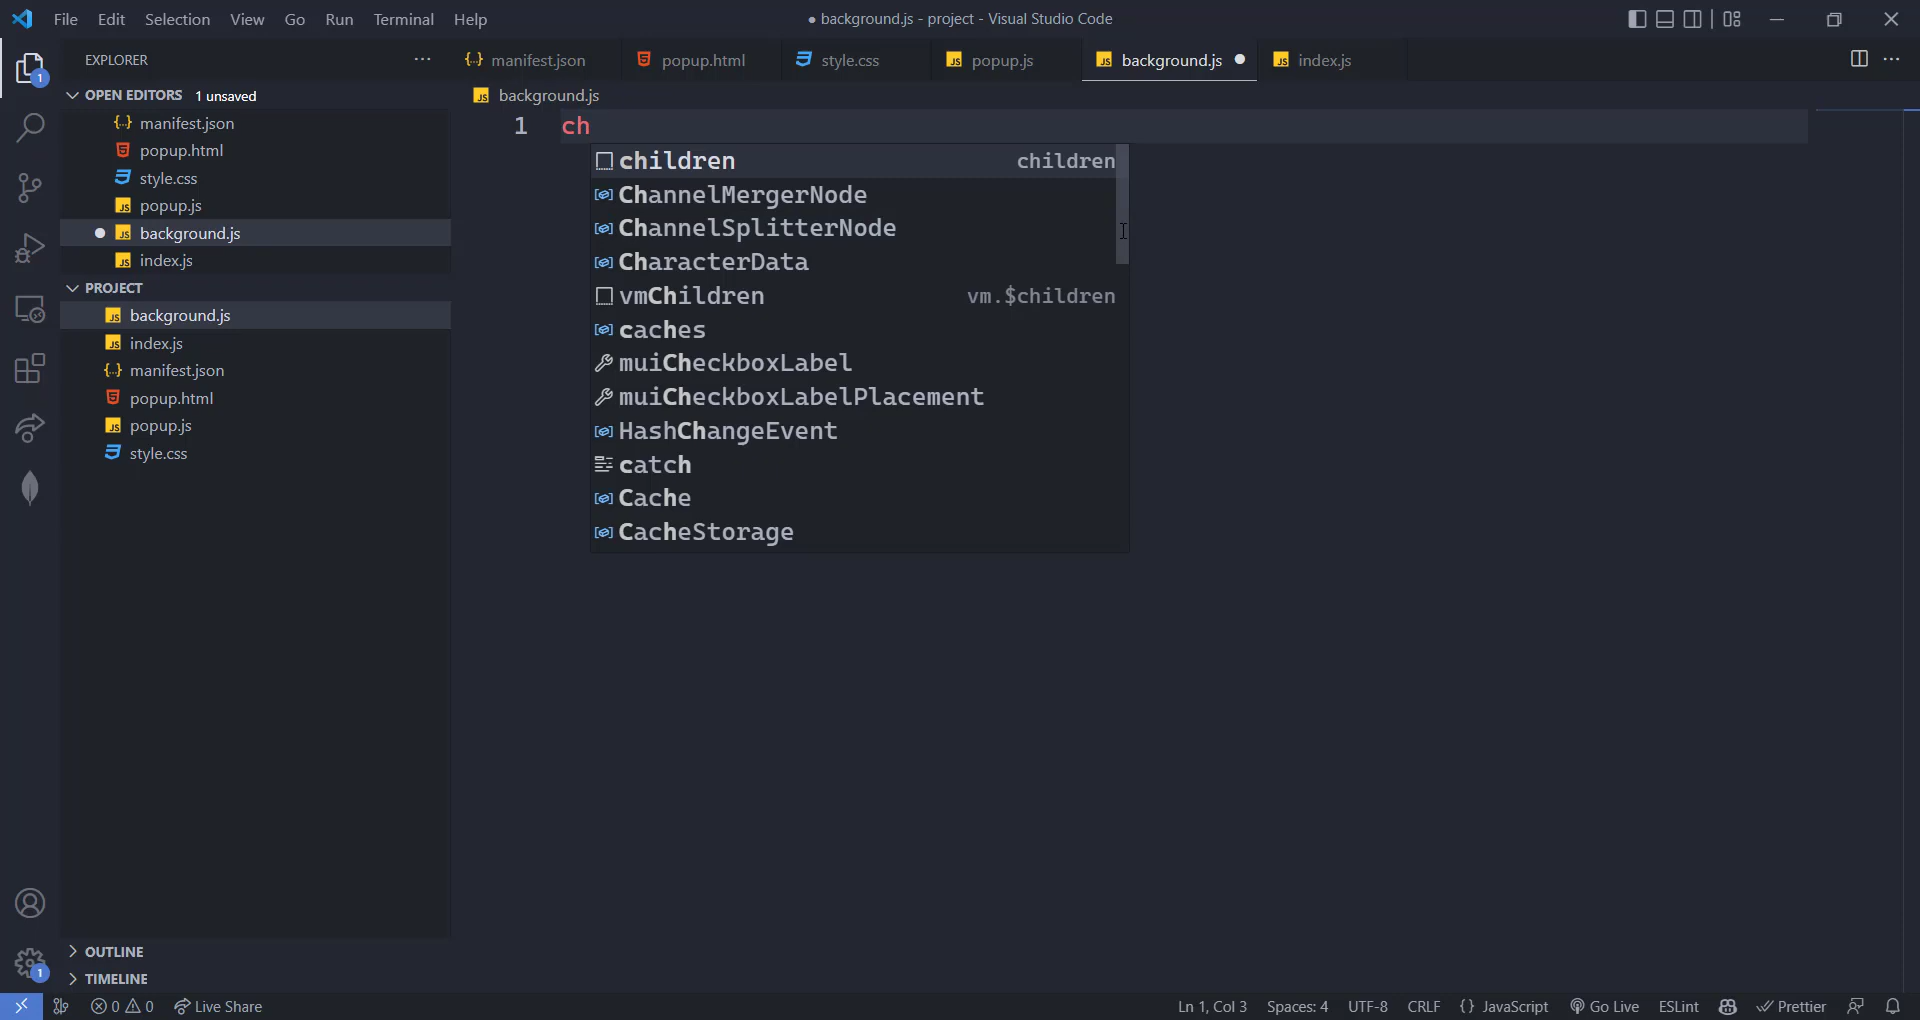 File Edit Selection View Go Run Terminal Help
● background.js - project - Visual Studio Code
EXPLORER
1
OPEN EDITORS 1 unsaved
manifest.json
popup.html
style.css
popup.js
background.js
index.js
PROJECT
background.js
index.js
manifest.json
popup.html
popup.js
style.css
OUTLINE
TIMELINE
1
manifest.json popup.html style.css popup.js background.js index.js
background.js
1 ch
children children
ChannelMergerNode
ChannelSplitterNode
CharacterData
vmChildren vm.$children
caches
muiCheckboxLabel
muiCheckboxLabelPlacement
HashChangeEvent
catch
Cache
CacheStorage
0 0 Live Share
Ln 1, Col 3 Spaces: 4 UTF-8 CRLF {} JavaScript Go Live ESLint Prettier